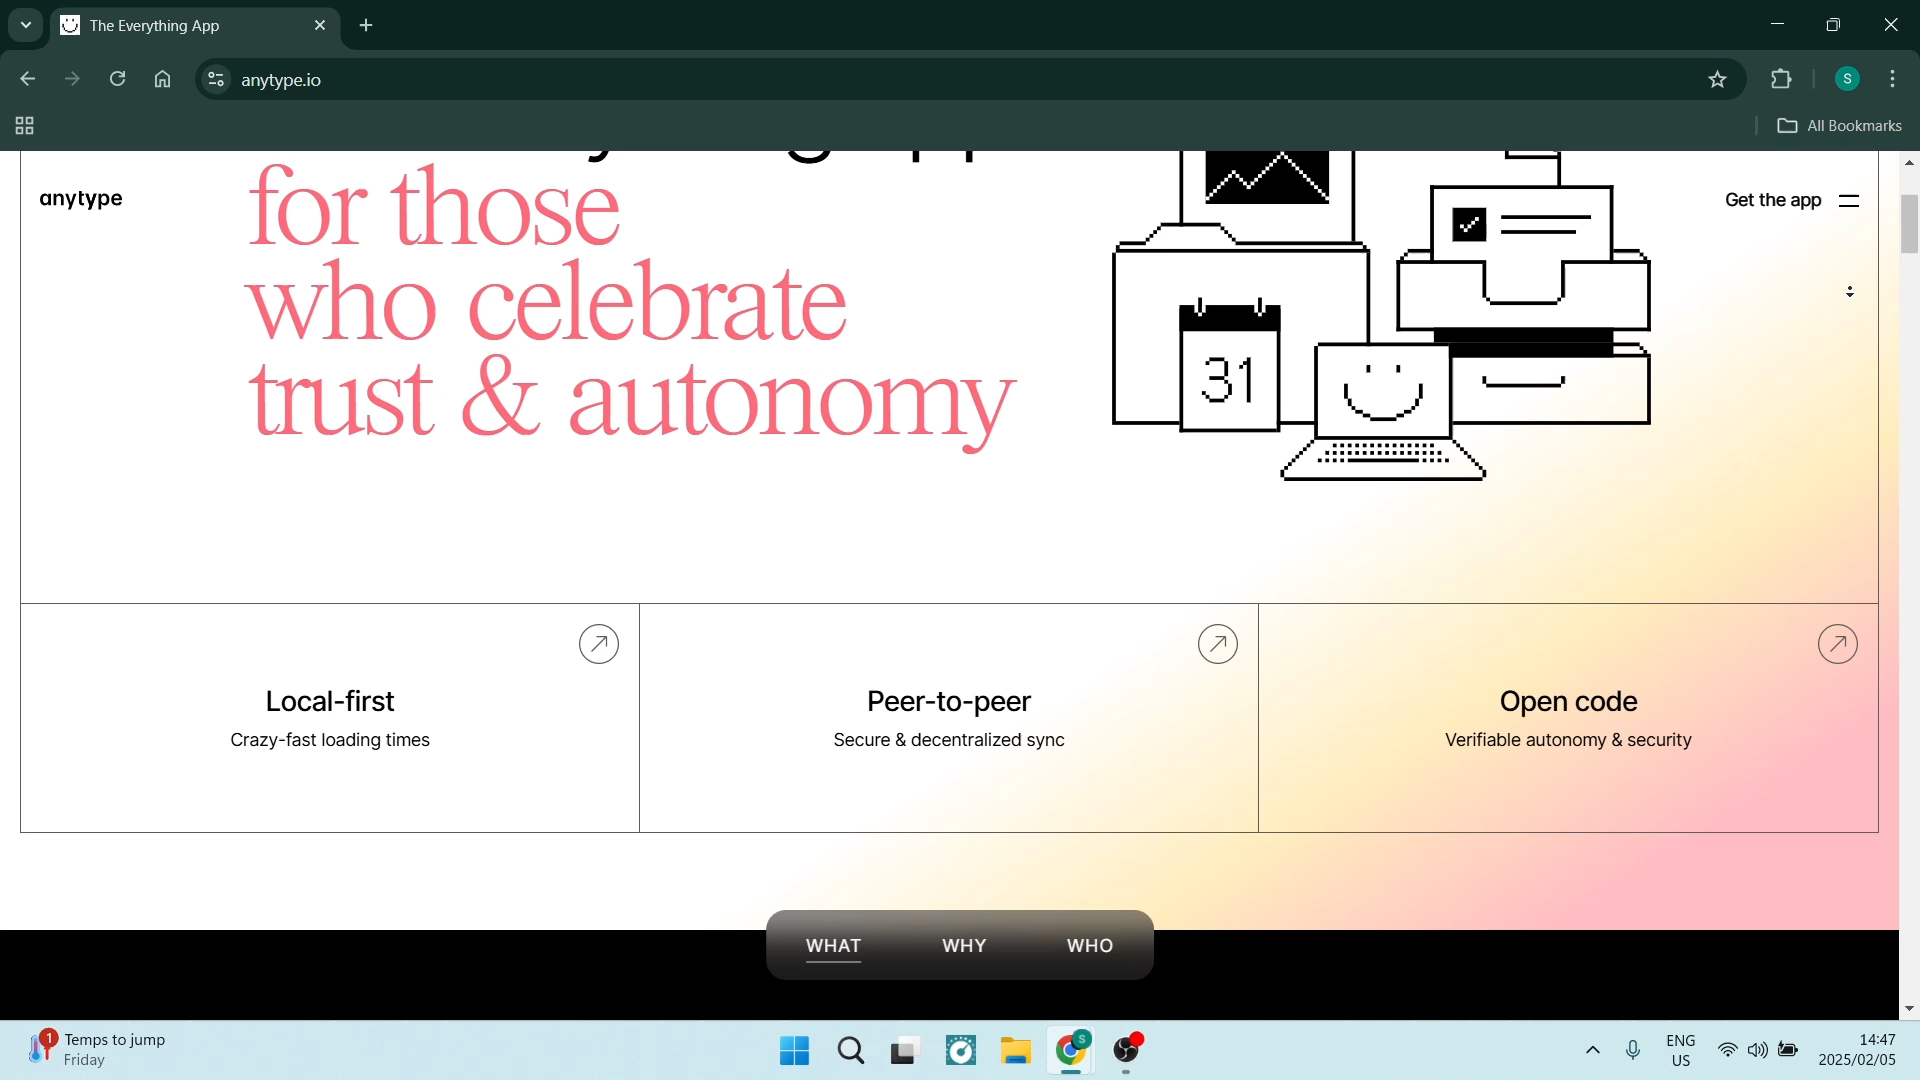 The Everything App
S
anytype.io
All Bookmarks
anytype
Get the app
for those
who celebrate
trust & autonomy
31
Local-first
Crazy-fast loading times
Peer-to-peer
Secure & decentralized sync
Open code
Verifiable autonomy & security
WHAT
WHY
WHO
1
Temps to jump
Friday
S
ENG
US
14:47
2025/02/05